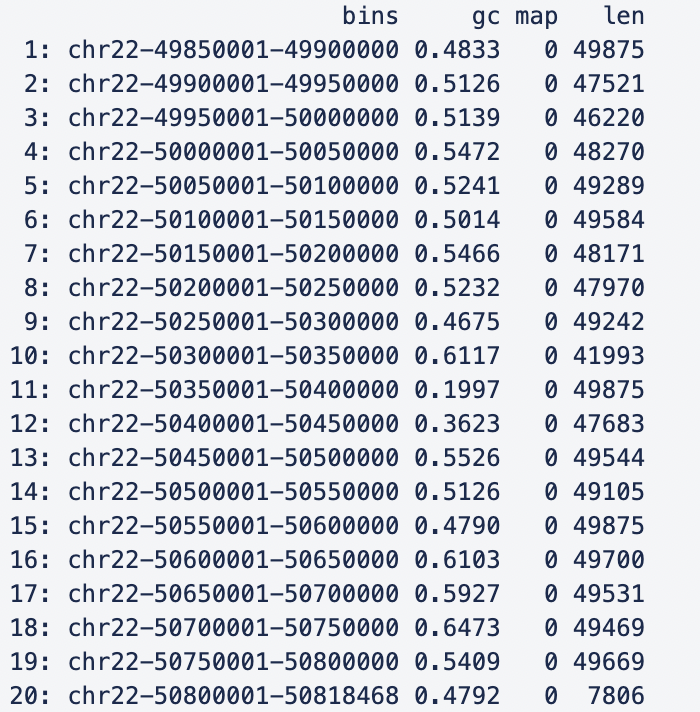 bins gc map len
1: chr22-49850001-49900000 0.4833 0 49875
2: chr22-49900001-49950000 0.5126 0 47521
3: chr22-49950001-50000000 0.5139 0 46220
4: chr22-50000001-50050000 0.5472 0 48270
5: chr22-50050001-50100000 0.5241 0 49289
6: chr22-50100001-50150000 0.5014 0 49584
7: chr22-50150001-50200000 0.5466 0 48171
8: chr22-50200001-50250000 0.5232 0 47970
9: chr22-50250001-50300000 0.4675 0 49242
10: chr22-50300001-50350000 0.6117 0 41993
11: chr22-50350001-50400000 0.1997 0 49875
12: chr22-50400001-50450000 0.3623 0 47683
13: chr22-50450001-50500000 0.5526 0 49544
14: chr22-50500001-50550000 0.5126 0 49105
15: chr22-50550001-50600000 0.4790 0 49875
16: chr22-50600001-50650000 0.6103 0 49700
17: chr22-50650001-50700000 0.5927 0 49531
18: chr22-50700001-50750000 0.6473 0 49469
19: chr22-50750001-50800000 0.5409 0 49669
20: chr22-50800001-50818468 0.4792 0 7806